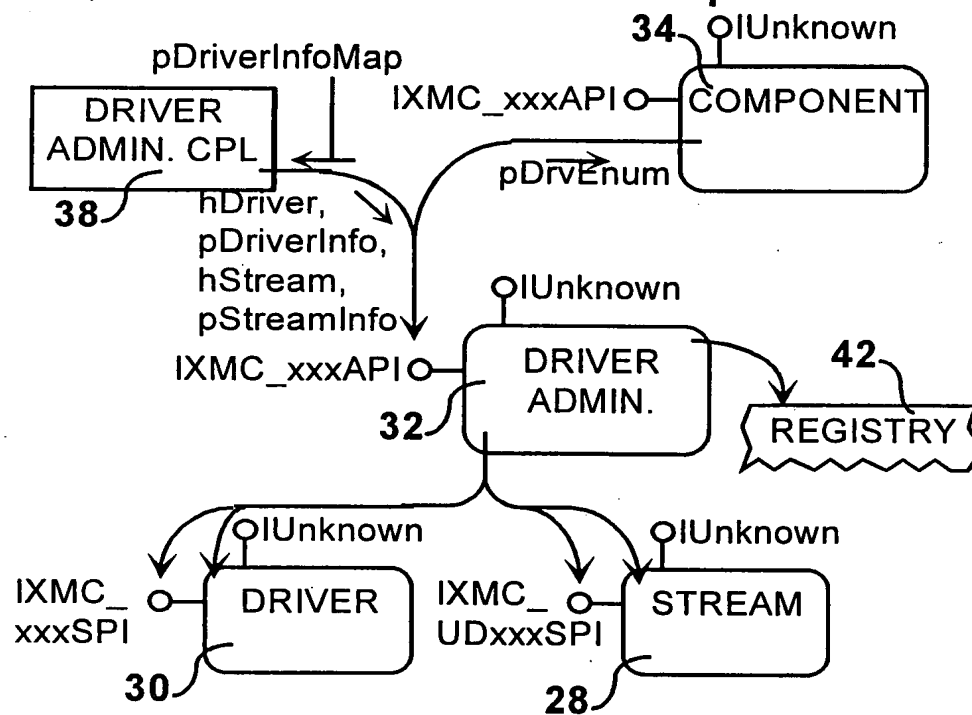 34
IUnknown
pDriverInfoMap
IXMC_xxxAPI
COMPONENT
DRIVER
ADMIN. CPL
38
pDrvEnum
hDriver,
pDriverInfo,
hStream,
pStreamInfo
IUnknown
IXMC_xxxAPI
DRIVER
ADMIN.
32
42
REGISTRY
IUnknown
IUnknown
IXMC_
xxxSPI
DRIVER
IXMC_
UDxxxSPI
STREAM
30
28